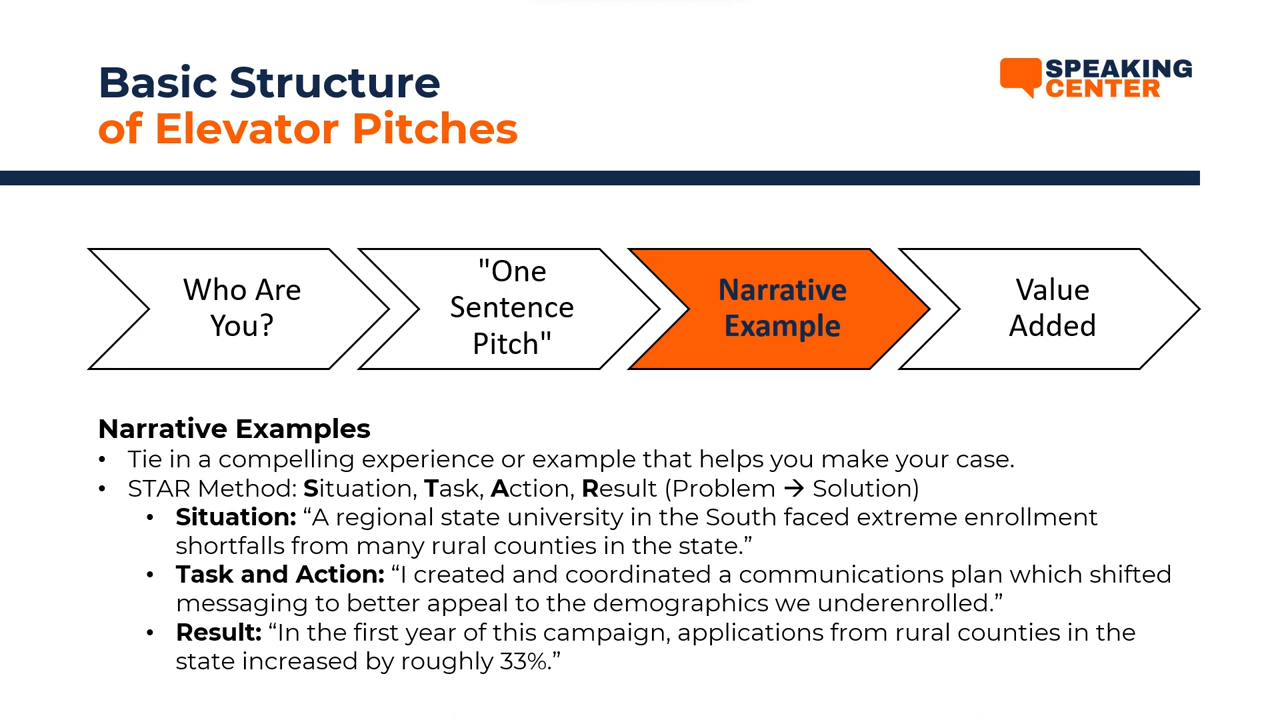 Basic Structure
of Elevator Pitches
SPEAKING
CENTER
Who Are
You?
"One
Sentence
Pitch"
Narrative
Example
Value
Added
Narrative Examples
• Tie in a compelling experience or example that helps you make your case.
• STAR Method: Situation, Task, Action, Result (Problem → Solution)
• Situation: “A regional state university in the South faced extreme enrollment
shortfalls from many rural counties in the state.”
• Task and Action: “I created and coordinated a communications plan which shifted
messaging to better appeal to the demographics we underenrolled.”
• Result: “In the first year of this campaign, applications from rural counties in the
state increased by roughly 33%.”